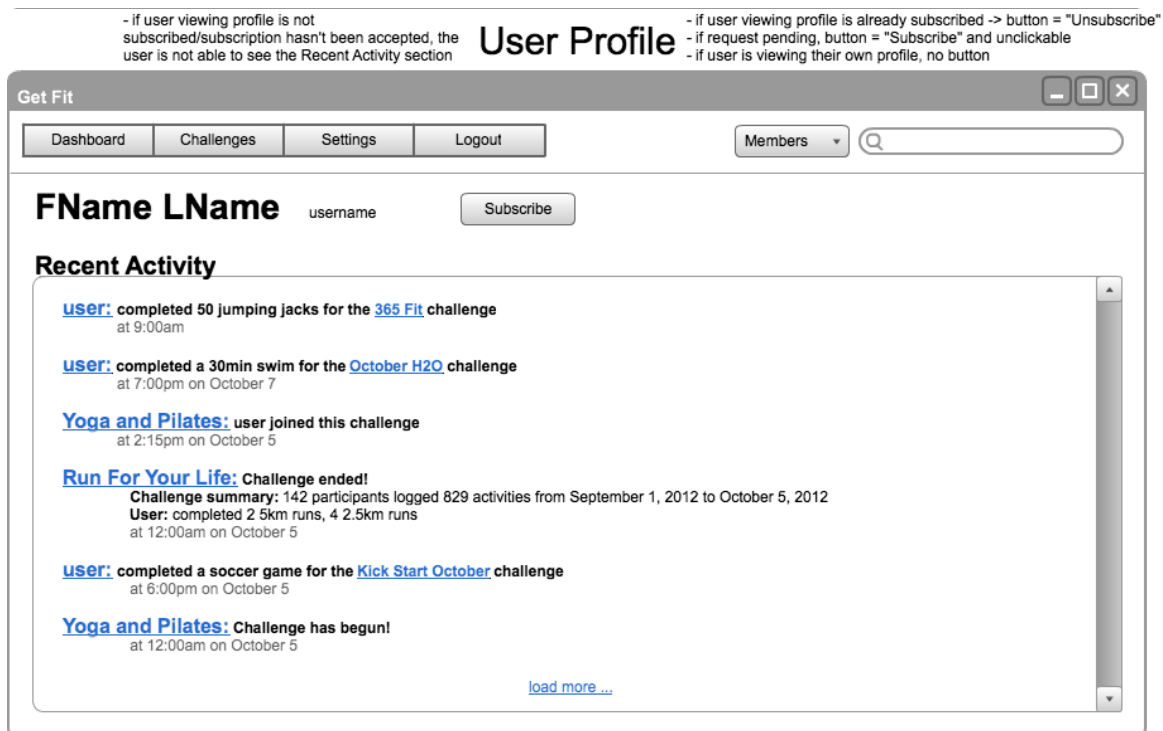 - if user viewing profile is not
subscribed/subscription hasn't been accepted, the
user is not able to see the Recent Activity section
User Profile
- if user viewing profile is already subscribed -> button = "Unsubscribe"
- if request pending, button = "Subscribe" and unclickable
- if user is viewing their own profile, no button
Get Fit
Dashboard Challenges Settings Logout Members
FName LName username Subscribe
Recent Activity
user: completed 50 jumping jacks for the 365 Fit challenge
at 9:00am
user: completed a 30min swim for the October H2O challenge
at 7:00pm on October 7
Yoga and Pilates: user joined this challenge
at 2:15pm on October 5
Run For Your Life: Challenge ended!
Challenge summary: 142 participants logged 829 activities from September 1, 2012 to October 5, 2012
User: completed 2 5km runs, 4 2.5km runs
at 12:00am on October 5
user: completed a soccer game for the Kick Start October challenge
at 6:00pm on October 5
Yoga and Pilates: Challenge has begun!
at 12:00am on October 5
load more ...